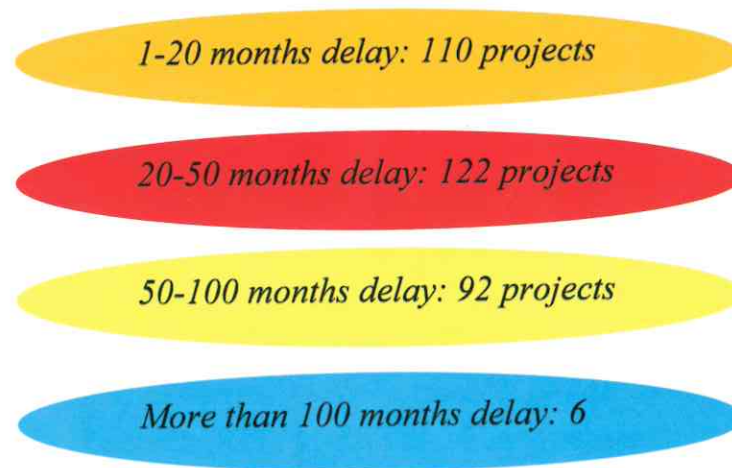 1-20 months delay: 110 projects
20-50 months delay: 122 projects
50-100 months delay: 92 projects
More than 100 months delay: 6